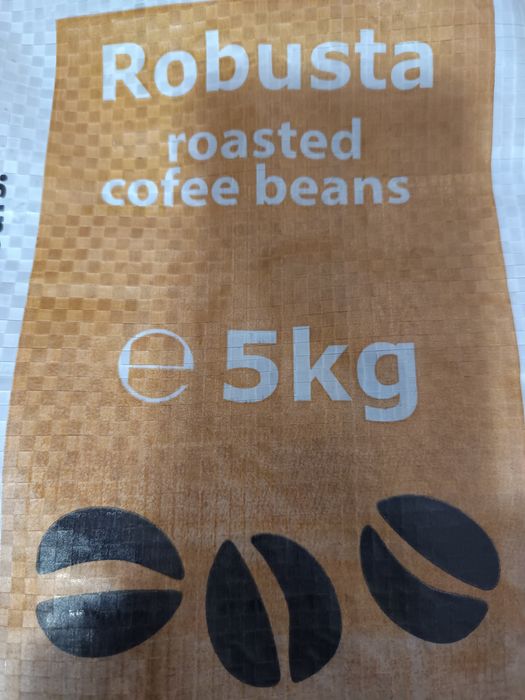 Robusta
roasted
cofee beans
℮ 5kg